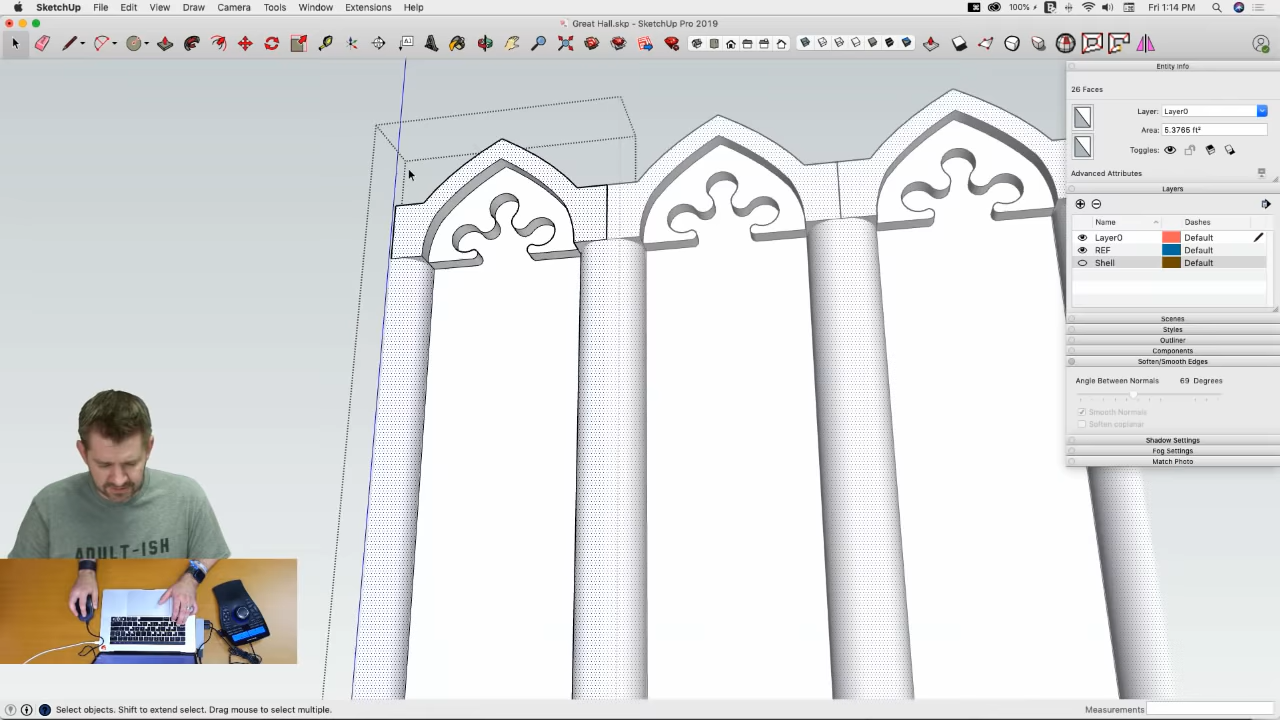 SketchUp File Edit View Draw Camera Tools Window Extensions Help 100% Fri 1:14 PM
Great Hall.skp - SketchUp Pro 2019
Entity Info
26 Faces
Layer: Layer0
Area: 5.3765 ft²
Toggles:
Advanced Attributes
Layers
Name Dashes
Layer0 Default
REF Default
Shell Default
Scenes
Styles
Outliner
Components
Soften/Smooth Edges
Angle Between Normals 69 Degrees
Smooth Normals
Soften coplanar
Shadow Settings
Fog Settings
Match Photo
ADULT-ISH
Select objects. Shift to extend select. Drag mouse to select multiple. Measurements